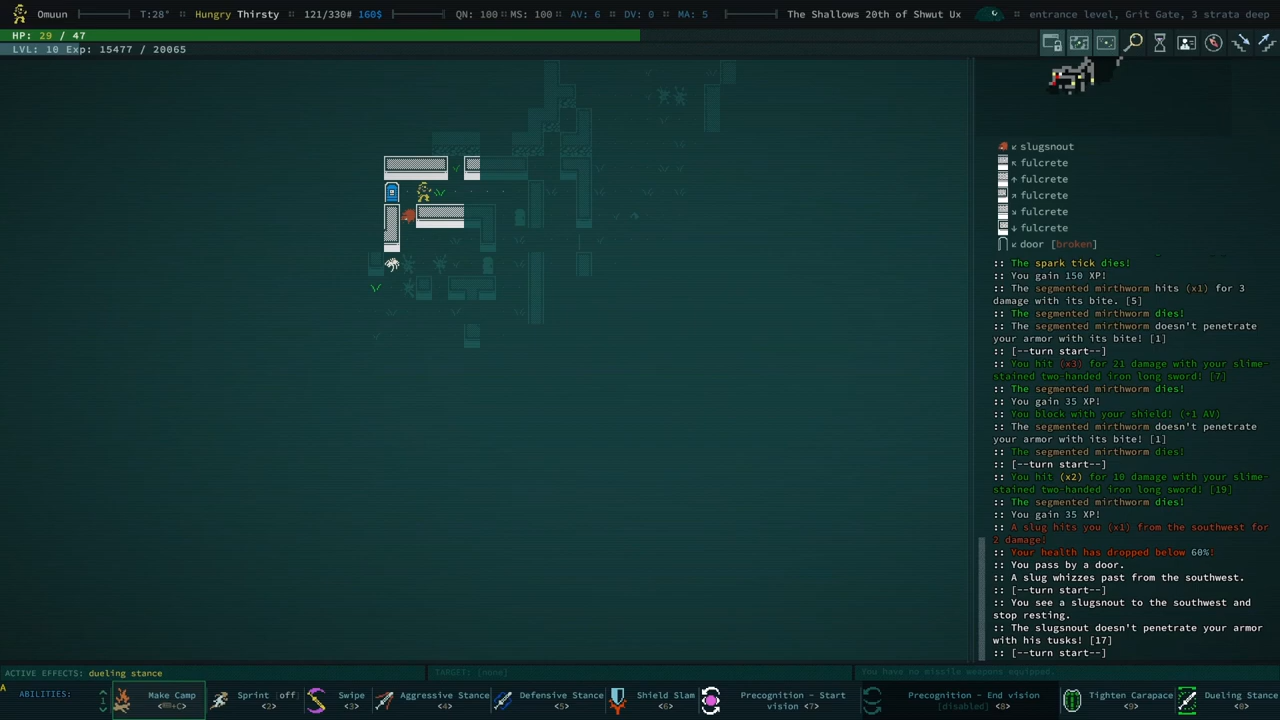 Omuun T:28° Hungry Thirsty 121/330# 160$ QN: 100 MS: 100 AV: 6 DV: 0 MA: 5 The Shallows 20th of Shwut Ux entrance level, Grit Gate, 3 strata deep
HP: 29 / 47
LVL: 10 Exp: 15477 / 20065
slugsnout
fulcrete
fulcrete
fulcrete
fulcrete
fulcrete
door [broken]
:: The spark tick dies!
:: You gain 150 XP!
:: The segmented mirthworm hits (x1) for 3
damage with its bite. [5]
:: The segmented mirthworm dies!
:: The segmented mirthworm doesn't penetrate
your armor with its bite! [1]
:: [--turn start--]
:: You hit (x3) for 21 damage with your slime-
stained two-handed iron long sword! [7]
:: The segmented mirthworm dies!
:: You gain 35 XP!
:: You block with your shield! (+1 AV)
:: The segmented mirthworm doesn't penetrate
your armor with its bite! [1]
:: The segmented mirthworm dies!
:: [--turn start--]
:: You hit (x2) for 10 damage with your slime-
stained two-handed iron long sword! [19]
:: The segmented mirthworm dies!
:: You gain 35 XP!
:: A slug hits you (x1) from the southwest for
2 damage!
:: Your health has dropped below 60%!
:: You pass by a door.
:: A slug whizzes past from the southwest.
:: [--turn start--]
:: You see a slugsnout to the southwest and
stop resting.
:: The slugsnout doesn't penetrate your armor
with his tusks! [17]
:: [--turn start--]
ACTIVE EFFECTS: dueling stance TARGET: [none] You have no missile weapons equipped.
A
ABILITIES: 1 Make Camp Sprint [off] <2> Swipe <3> Aggressive Stance <4> Defensive Stance <5> Shield Slam <6> Precognition - Start vision <7> Precognition - End vision [disabled] <8> Tighten Carapace <9> Dueling Stance <0>